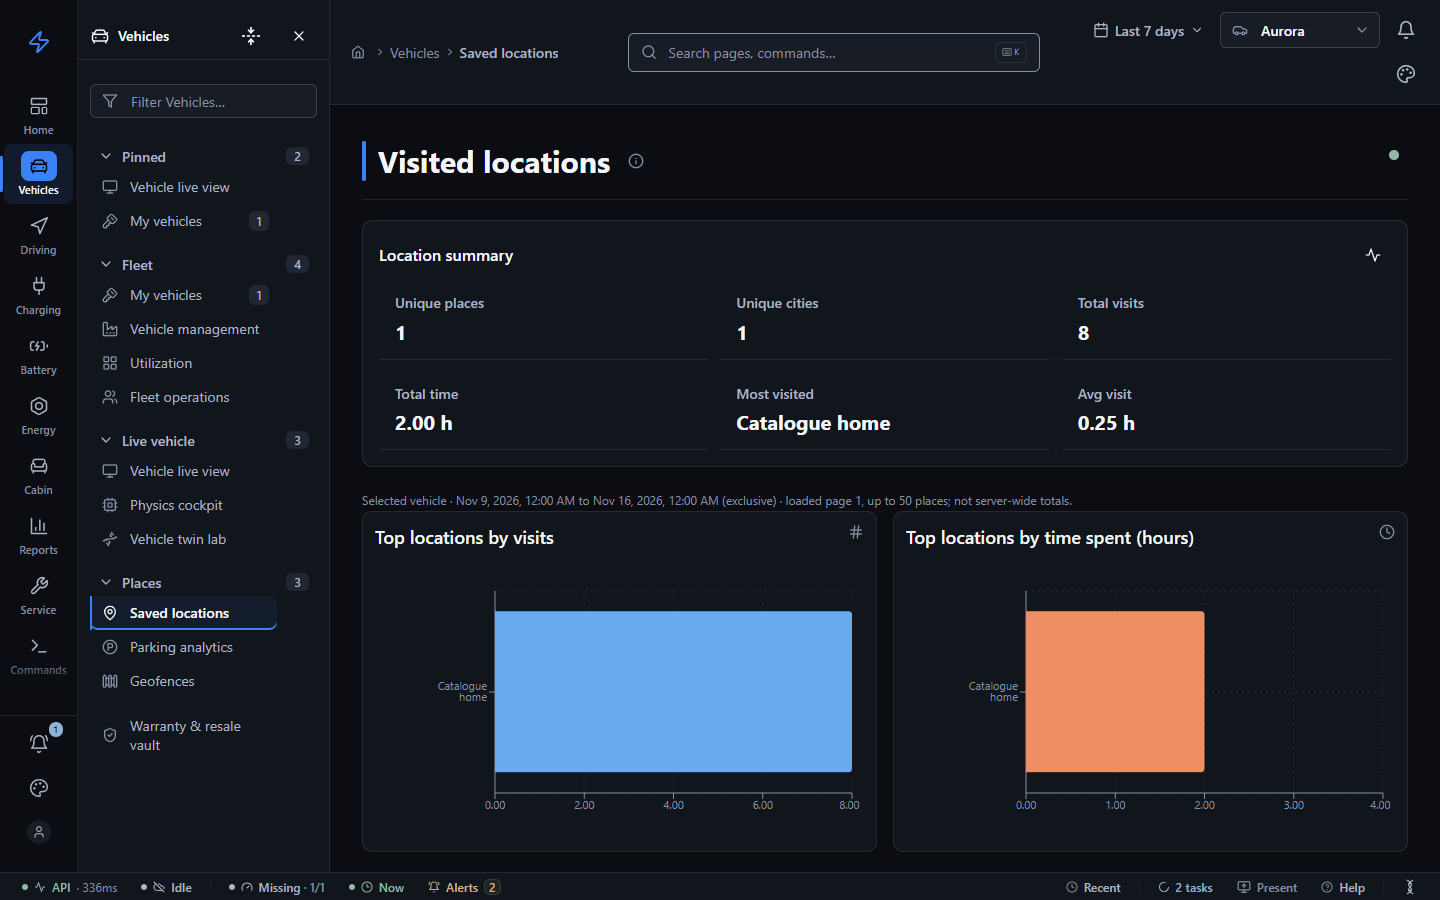 Home
Vehicles
Driving
Charging
Battery
Energy
Cabin
Reports
Service
Commands
1
Vehicles
Filter Vehicles...
Pinned 2
Vehicle live view
My vehicles 1
Fleet 4
My vehicles 1
Vehicle management
Utilization
Fleet operations
Live vehicle 3
Vehicle live view
Physics cockpit
Vehicle twin lab
Places 3
Saved locations
Parking analytics
Geofences
Warranty & resale
vault
Vehicles
Saved locations
Search pages, commands...
K
Last 7 days
Aurora
Visited locations
Location summary
Unique places
1
Unique cities
1
Total visits
8
Total time
2.00 h
Most visited
Catalogue home
Avg visit
0.25 h
Selected vehicle · Nov 9, 2026, 12:00 AM to Nov 16, 2026, 12:00 AM (exclusive) · loaded page 1, up to 50 places; not server-wide totals.
Top locations by visits
Catalogue
home
0.00 2.00 4.00 6.00 8.00
Top locations by time spent (hours)
Catalogue
home
0.00 1.00 2.00 3.00 4.00
API · 336ms
Idle
Missing · 1/1
Now
Alerts 2
Recent
2 tasks
Present
Help